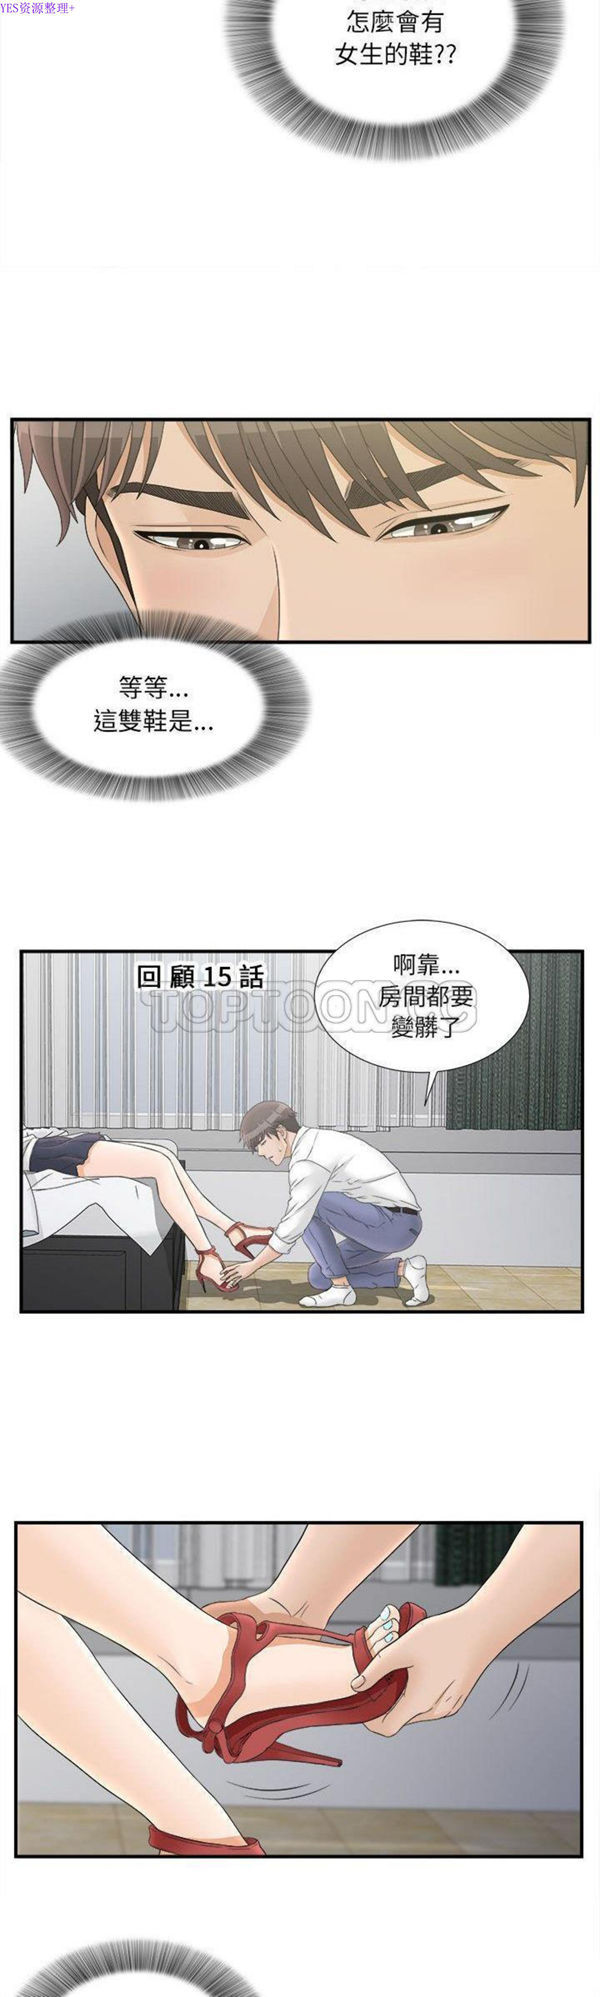 YES资源整理+
怎麼會有
女生的鞋??
等等...
這雙鞋是...
回顧15話
啊靠...
房間都要
變髒了
TOPTOON.CC